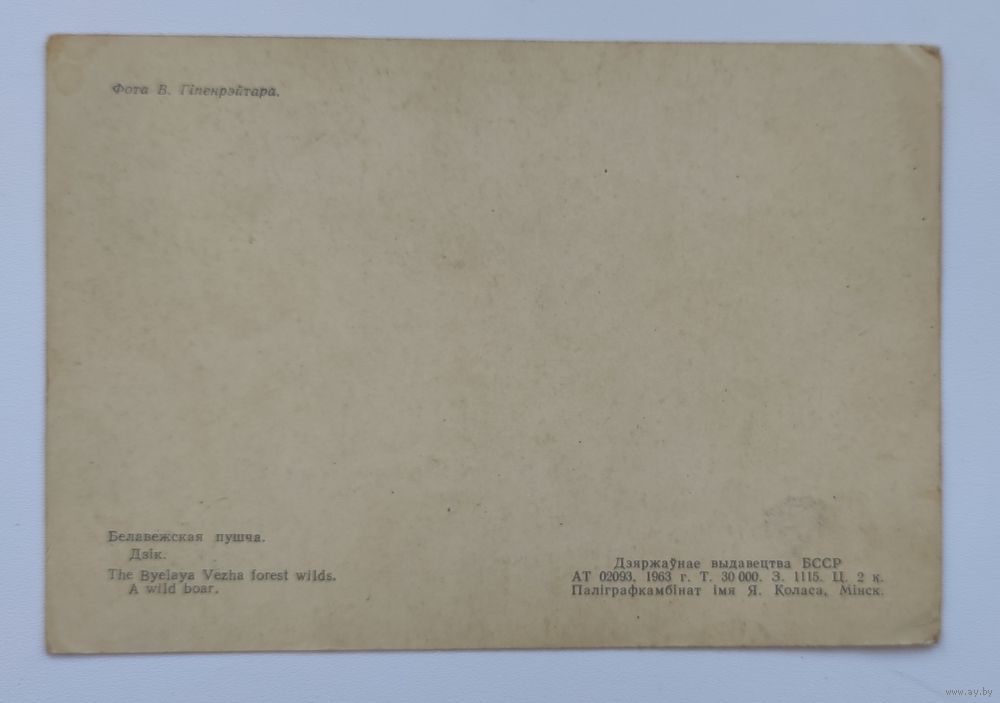 Фота В. Гіпенрэйтара.
Белавежская пушча.
Дзік.
The Byelaya Vezha forest wilds.
A wild boar.
Дзяржаўнае выдавецтва БССР
АТ 02093. 1963 г. Т. 30 000. З. 1115. Ц. 2 к.
Паліграфкамбінат імя Я. Коласа, Мінск.
www.ay.by